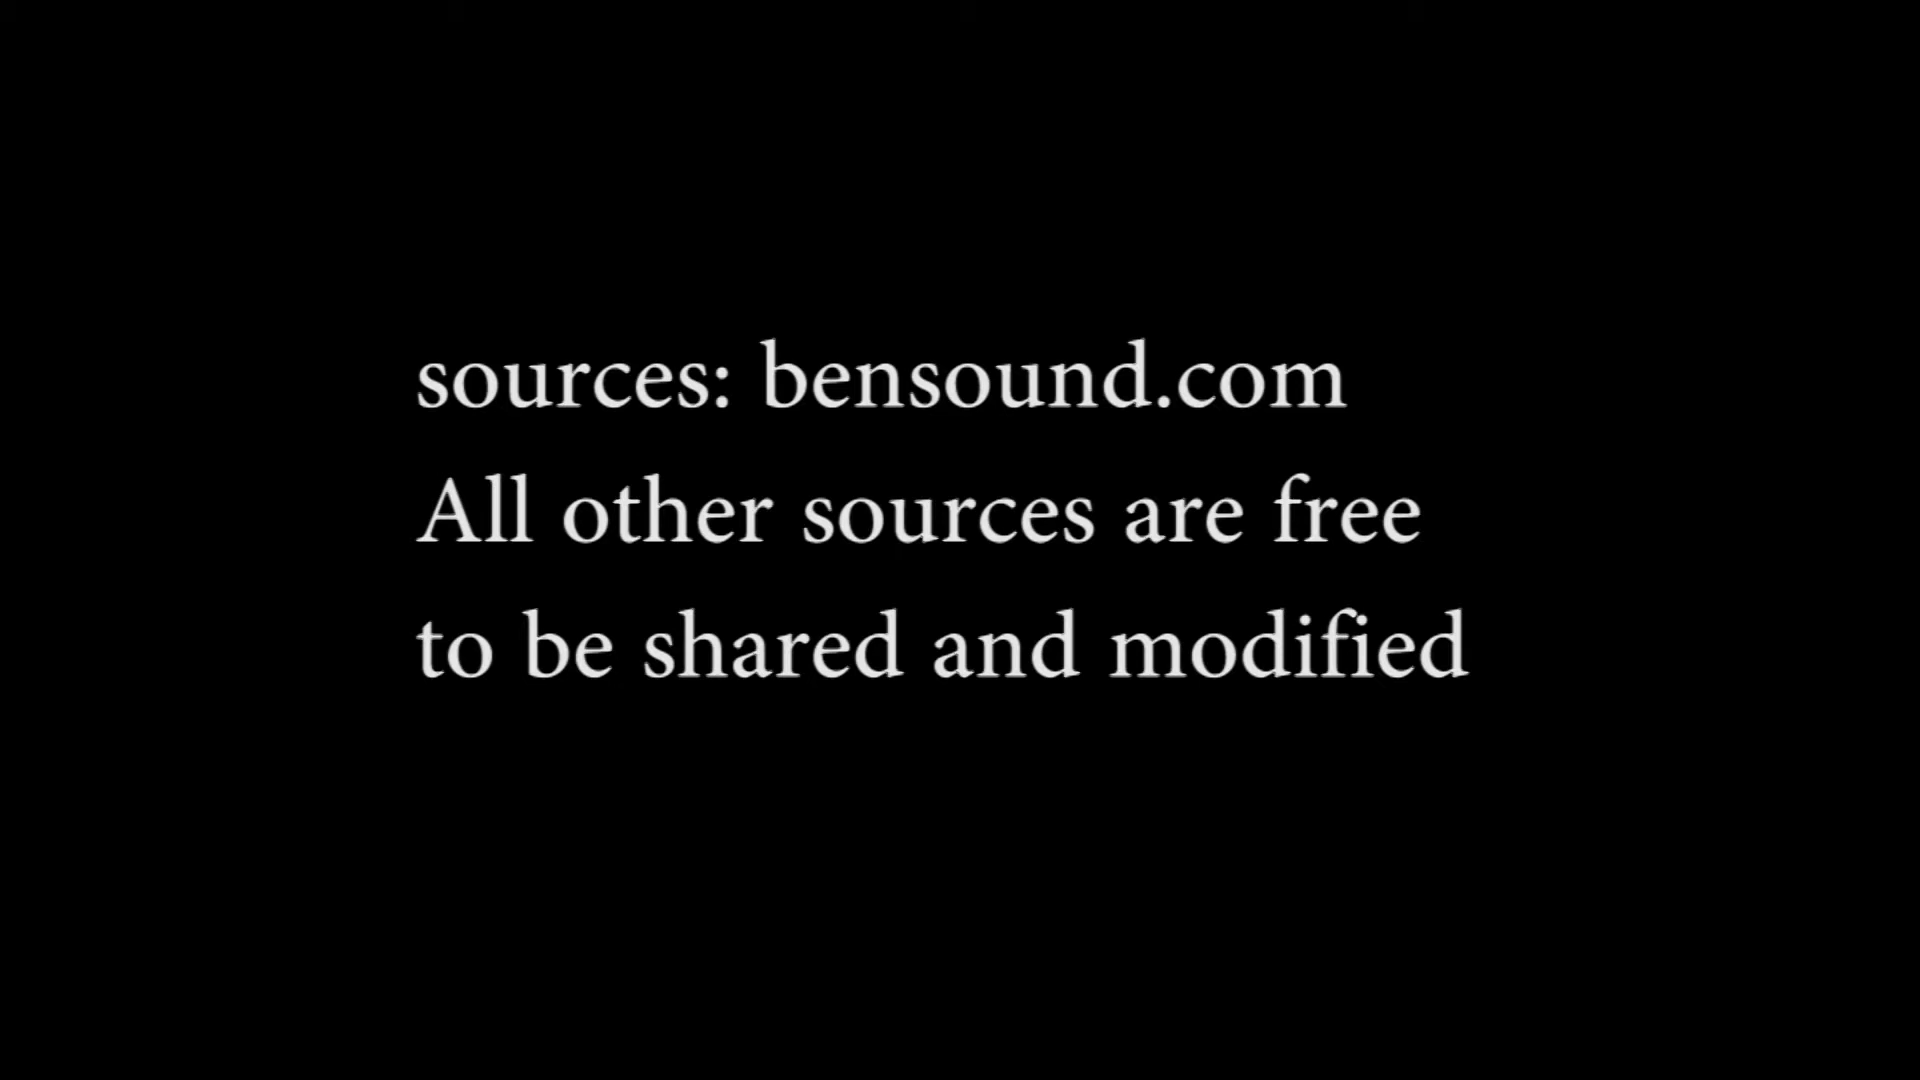 sources: bensound.com
All other sources are free
to be shared and modified